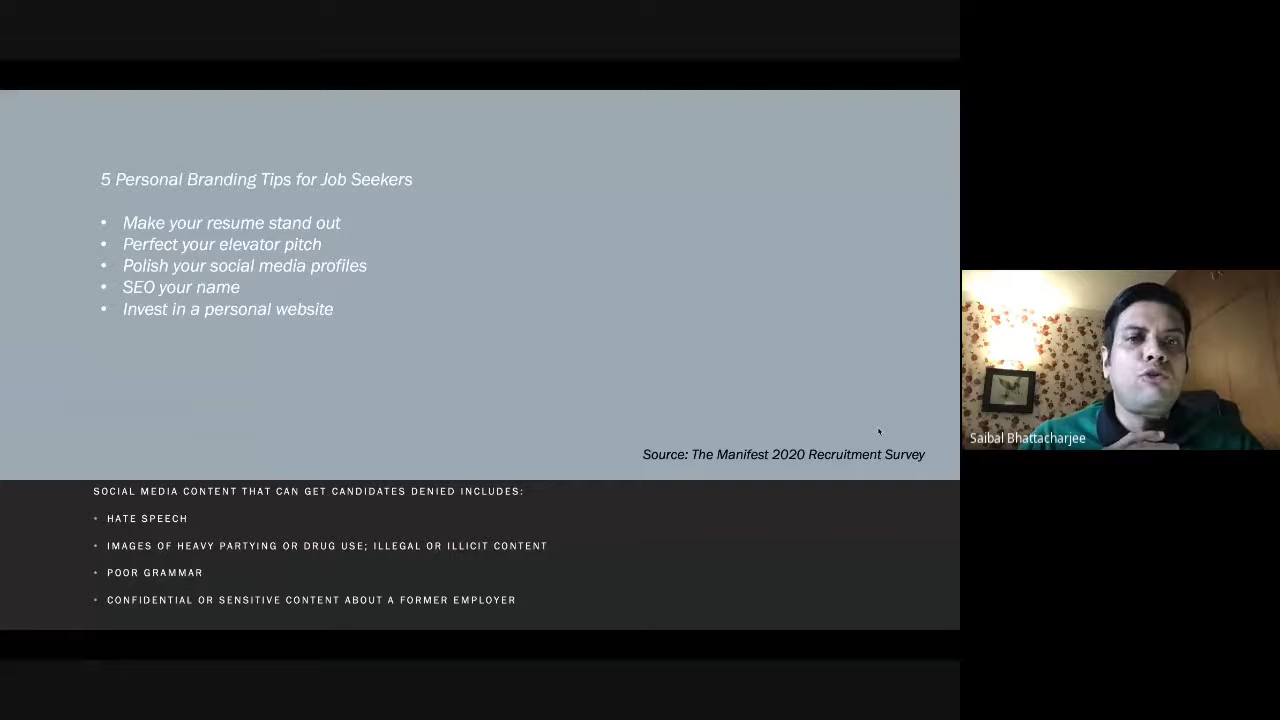 5 Personal Branding Tips for Job Seekers
• Make your resume stand out
• Perfect your elevator pitch
• Polish your social media profiles
• SEO your name
• Invest in a personal website
Source: The Manifest 2020 Recruitment Survey
SOCIAL MEDIA CONTENT THAT CAN GET CANDIDATES DENIED INCLUDES:
• HATE SPEECH
• IMAGES OF HEAVY PARTYING OR DRUG USE; ILLEGAL OR ILLICIT CONTENT
• POOR GRAMMAR
• CONFIDENTIAL OR SENSITIVE CONTENT ABOUT A FORMER EMPLOYER
Saibal Bhattacharjee